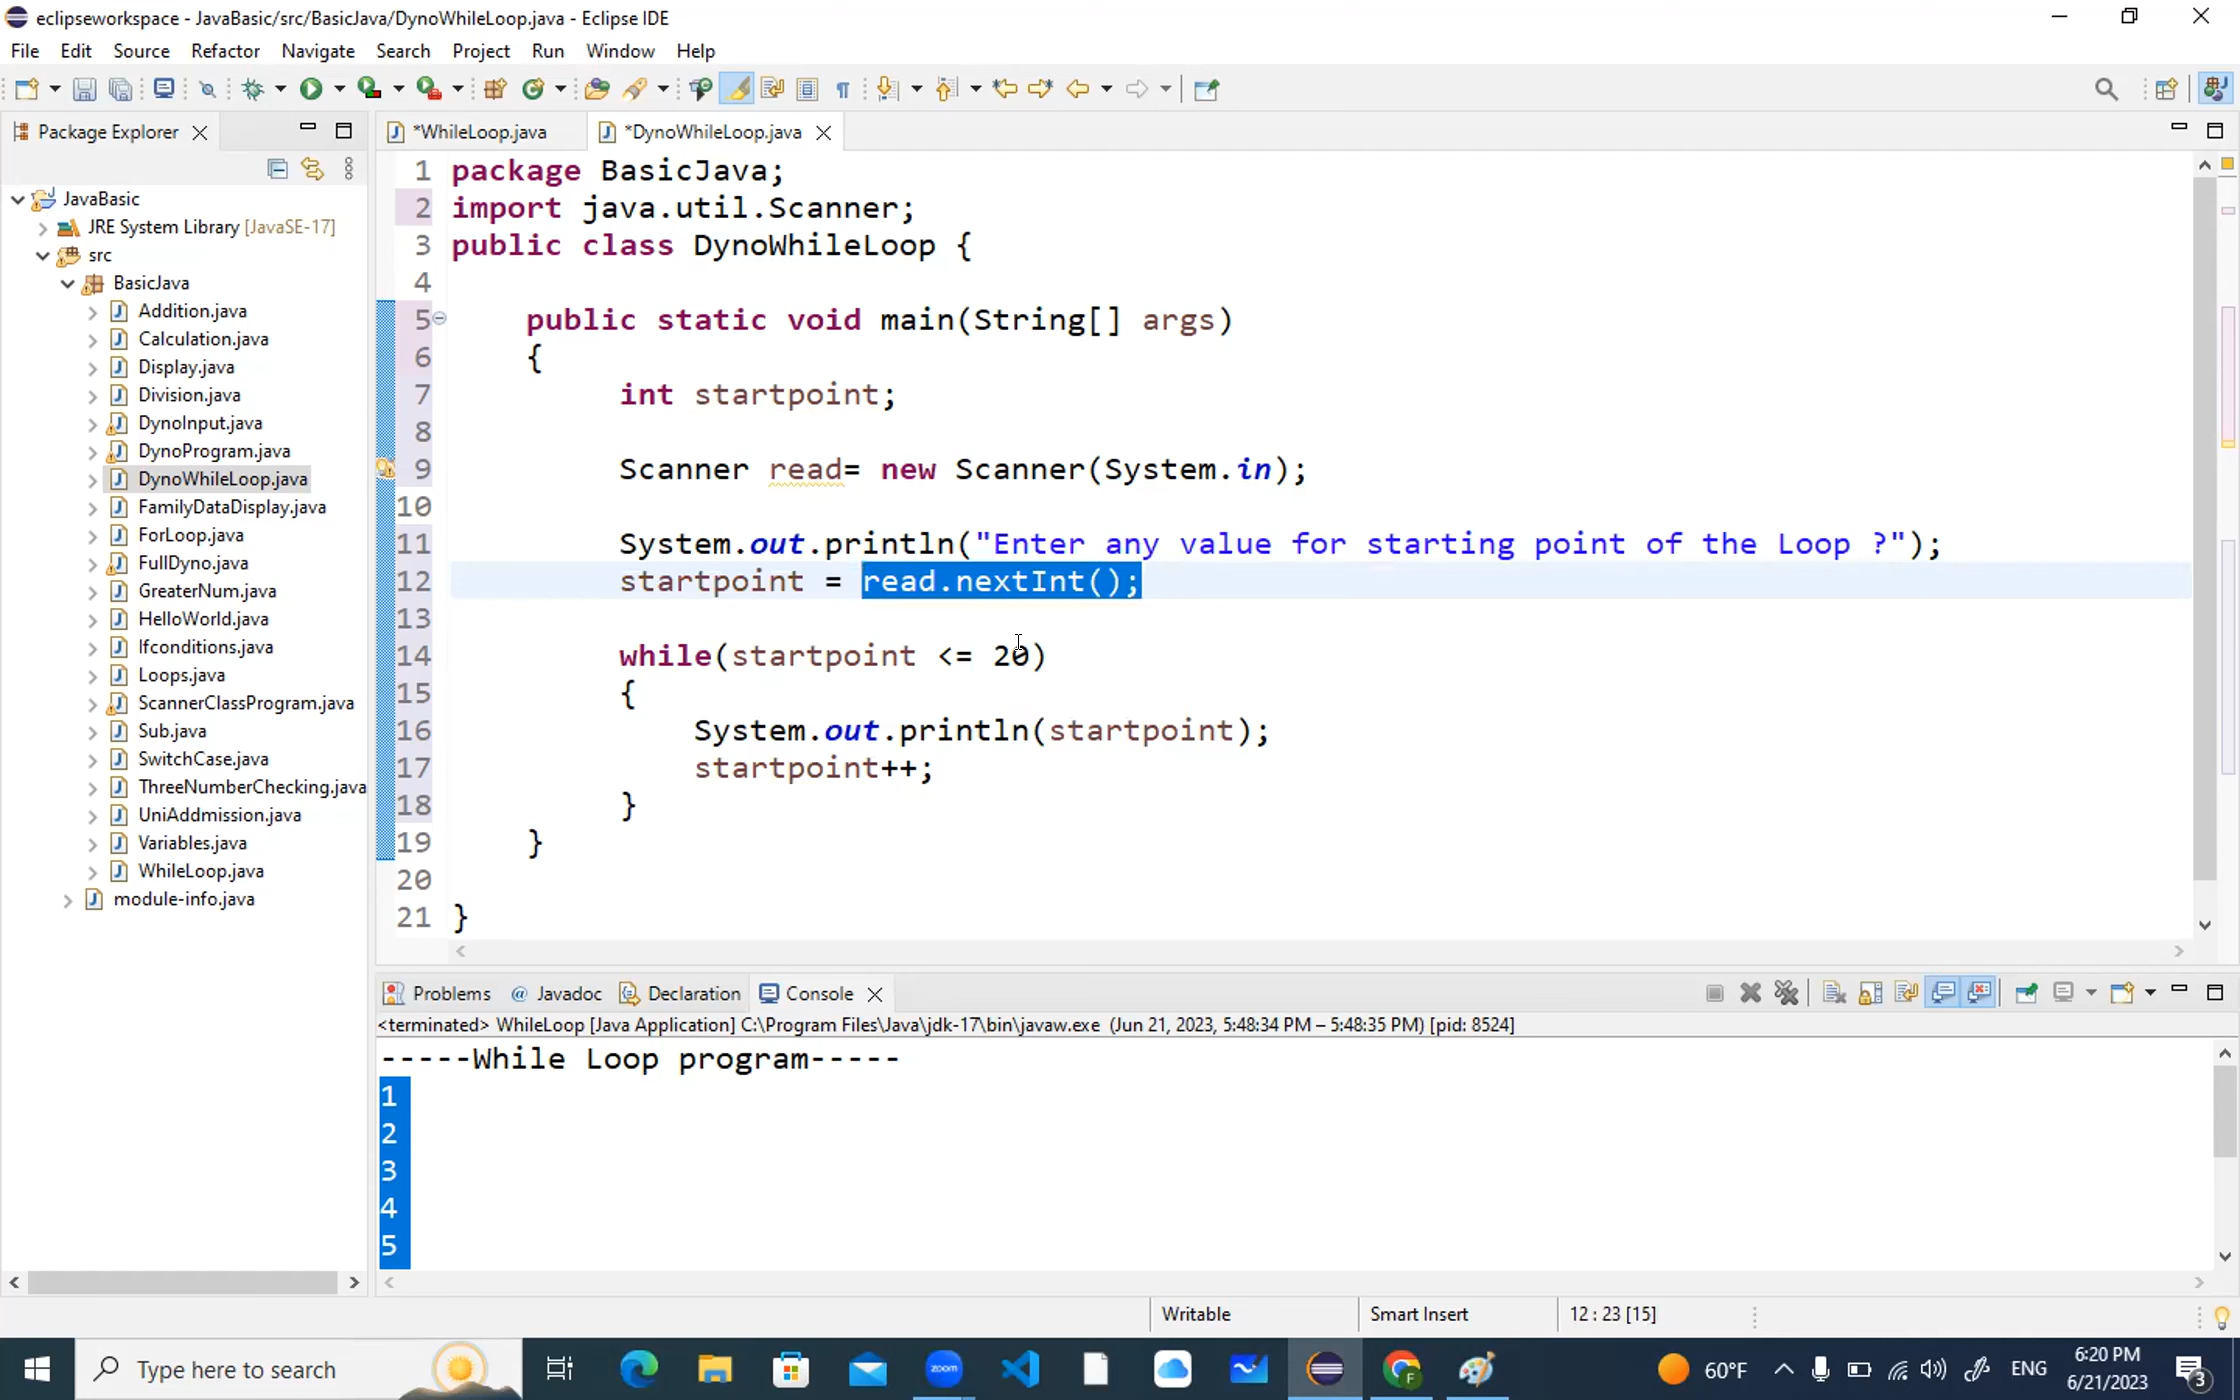 eclipseworkspace - JavaBasic/src/BasicJava/DynoWhileLoop.java - Eclipse IDE
File Edit Source Refactor Navigate Search Project Run Window Help
Package Explorer
JavaBasic
JRE System Library [JavaSE-17]
src
BasicJava
Addition.java
Calculation.java
Display.java
Division.java
DynoInput.java
DynoProgram.java
DynoWhileLoop.java
FamilyDataDisplay.java
ForLoop.java
FullDyno.java
GreaterNum.java
HelloWorld.java
Ifconditions.java
Loops.java
ScannerClassProgram.java
Sub.java
SwitchCase.java
ThreeNumberChecking.java
UniAddmission.java
Variables.java
WhileLoop.java
module-info.java
*WhileLoop.java *DynoWhileLoop.java
1 package BasicJava;
2 import java.util.Scanner;
3 public class DynoWhileLoop {
4
5 public static void main(String[] args)
6 {
7 int startpoint;
8
9 Scanner read= new Scanner(System.in);
10
11 System.out.println("Enter any value for starting point of the Loop ?");
12 startpoint = read.nextInt();
13
14 while(startpoint <= 20)
15 {
16 System.out.println(startpoint);
17 startpoint++;
18 }
19 }
20
21 }
Problems @ Javadoc Declaration Console
<terminated> WhileLoop [Java Application] C:\Program Files\Java\jdk-17\bin\javaw.exe (Jun 21, 2023, 5:48:34 PM – 5:48:35 PM) [pid: 8524]
-----While Loop program-----
1
2
3
4
5
Writable Smart Insert 12 : 23 [15]
Type here to search
zoom
F
60°F
ENG
6:20 PM
6/21/2023
3